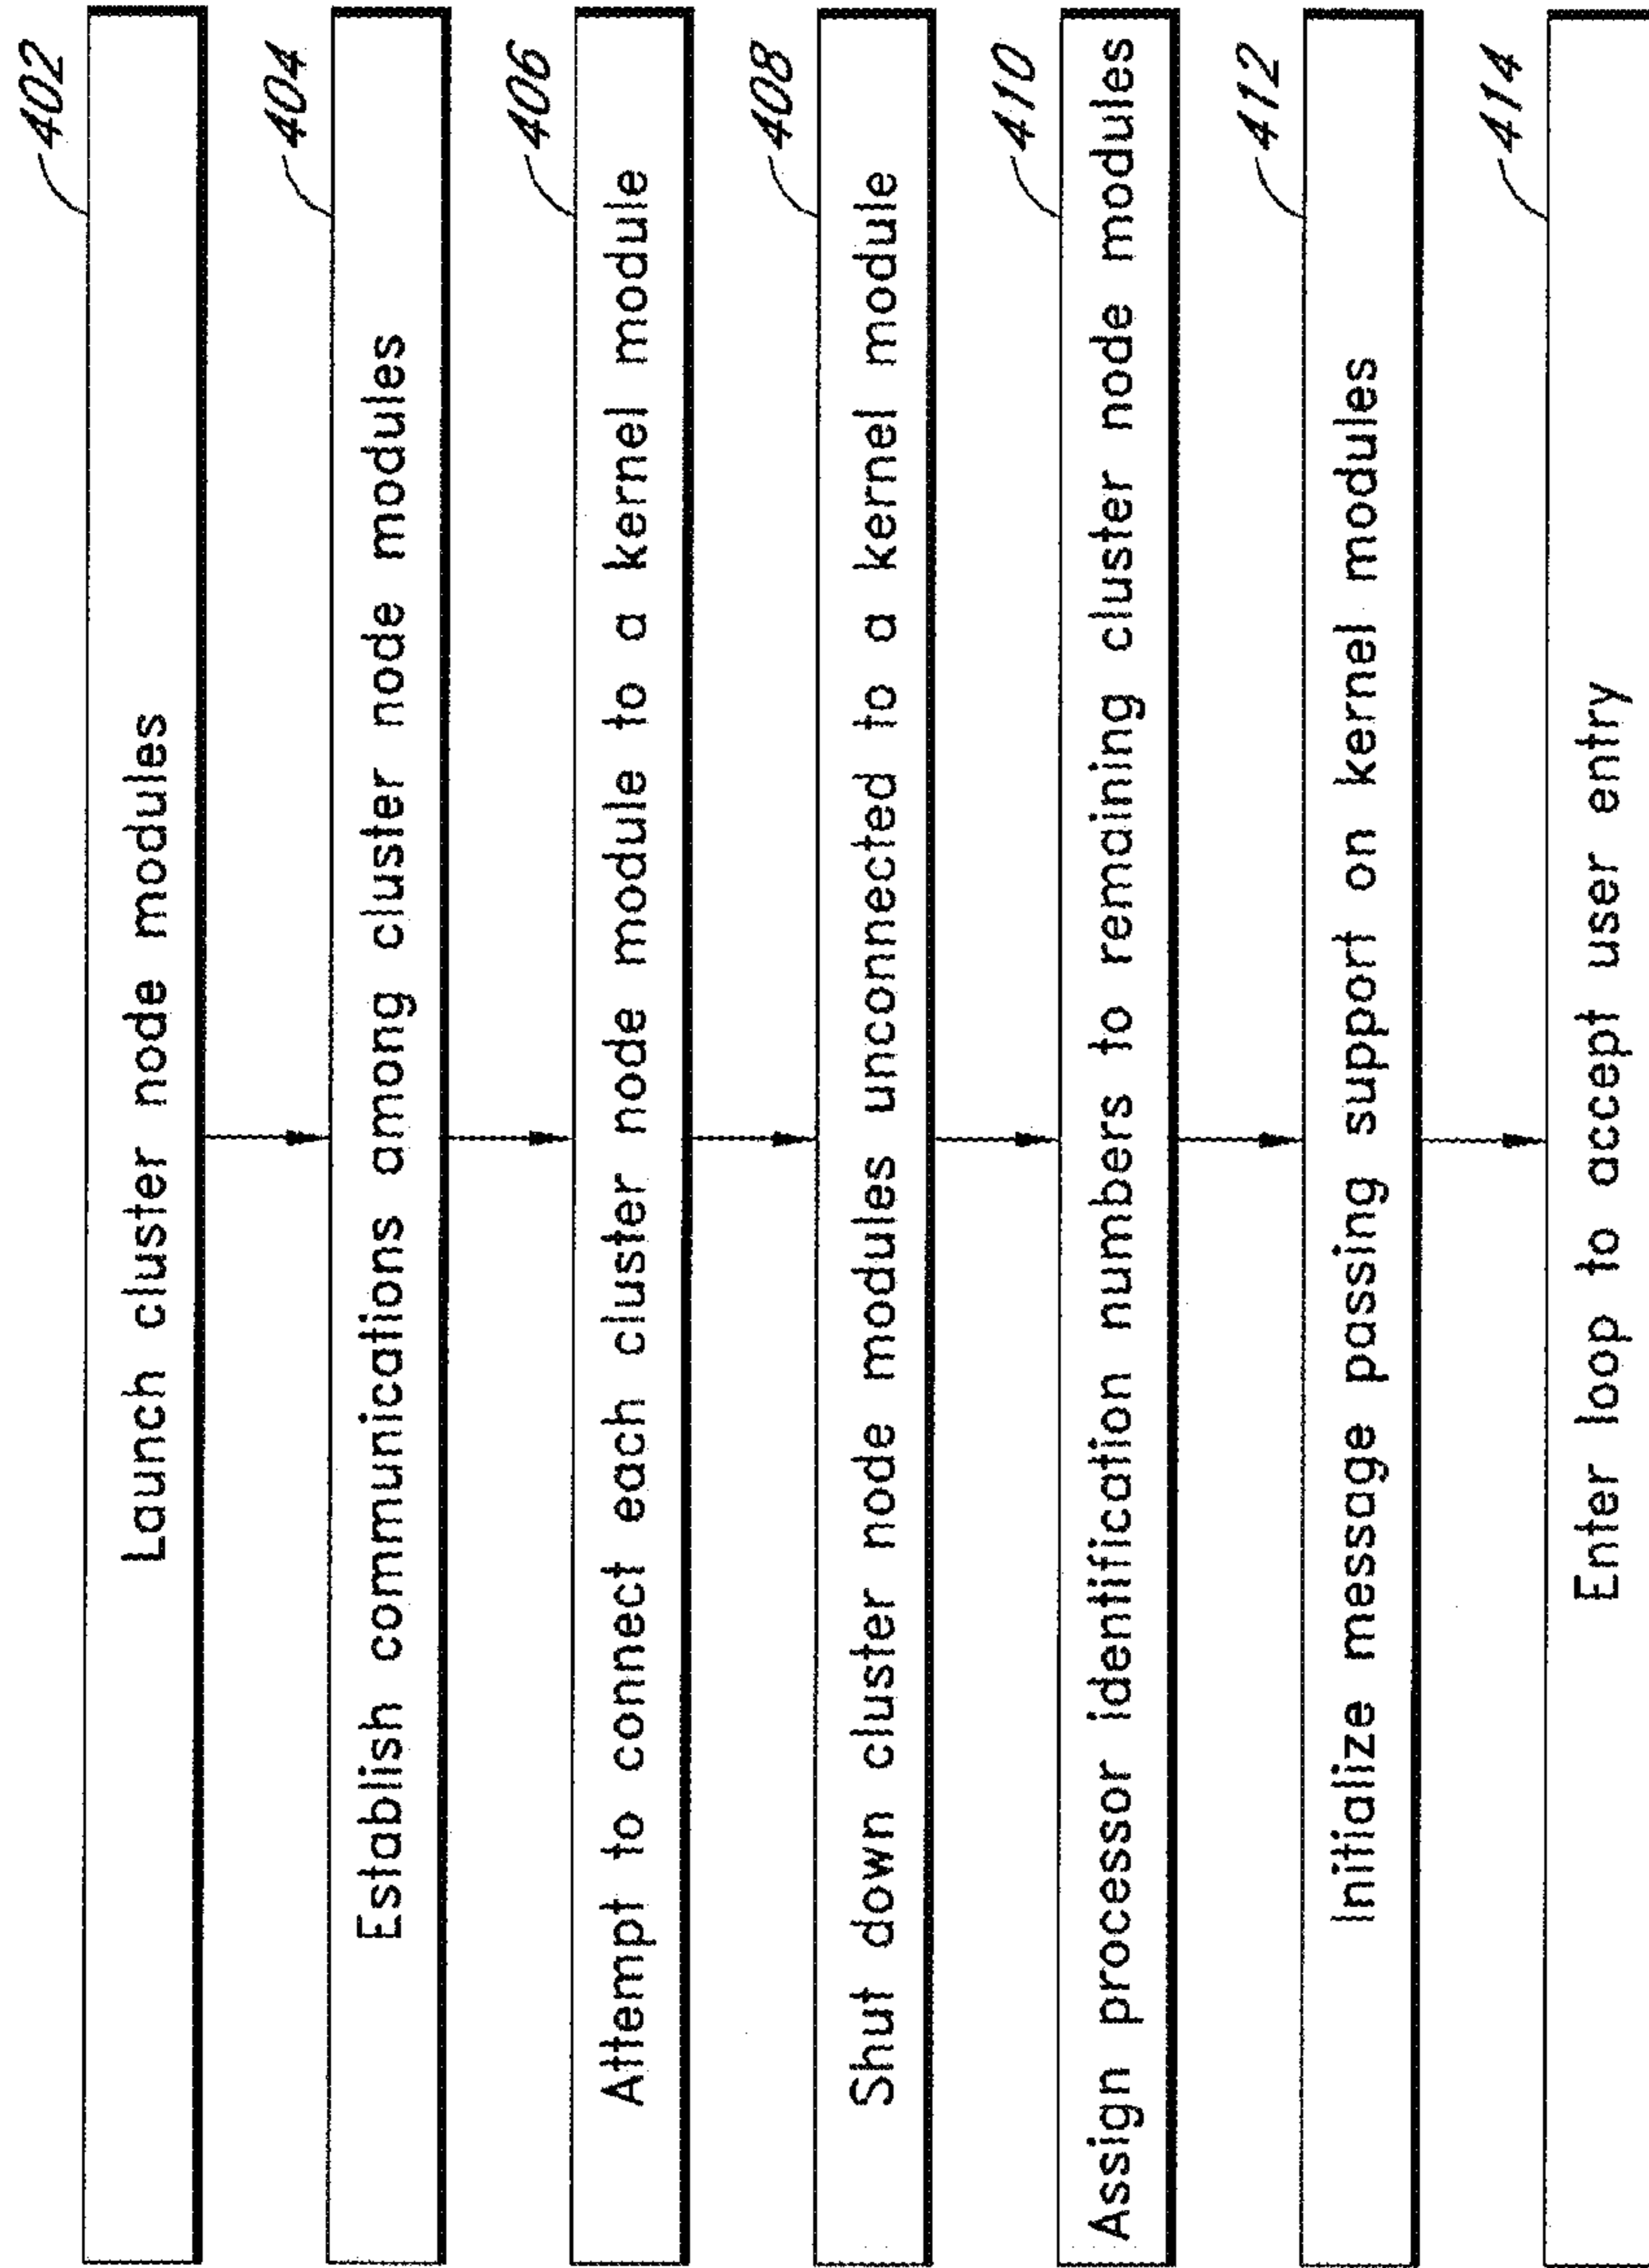 402
Launch cluster node modules
404
Establish communications among cluster node modules
406
Attempt to connect each cluster node module to a kernel module
408
Shut down cluster node modules unconnected to a kernel module
410
Assign processor identification numbers to remaining cluster node modules
412
Initialize message passing support on kernel modules
414
Enter loop to accept user entry